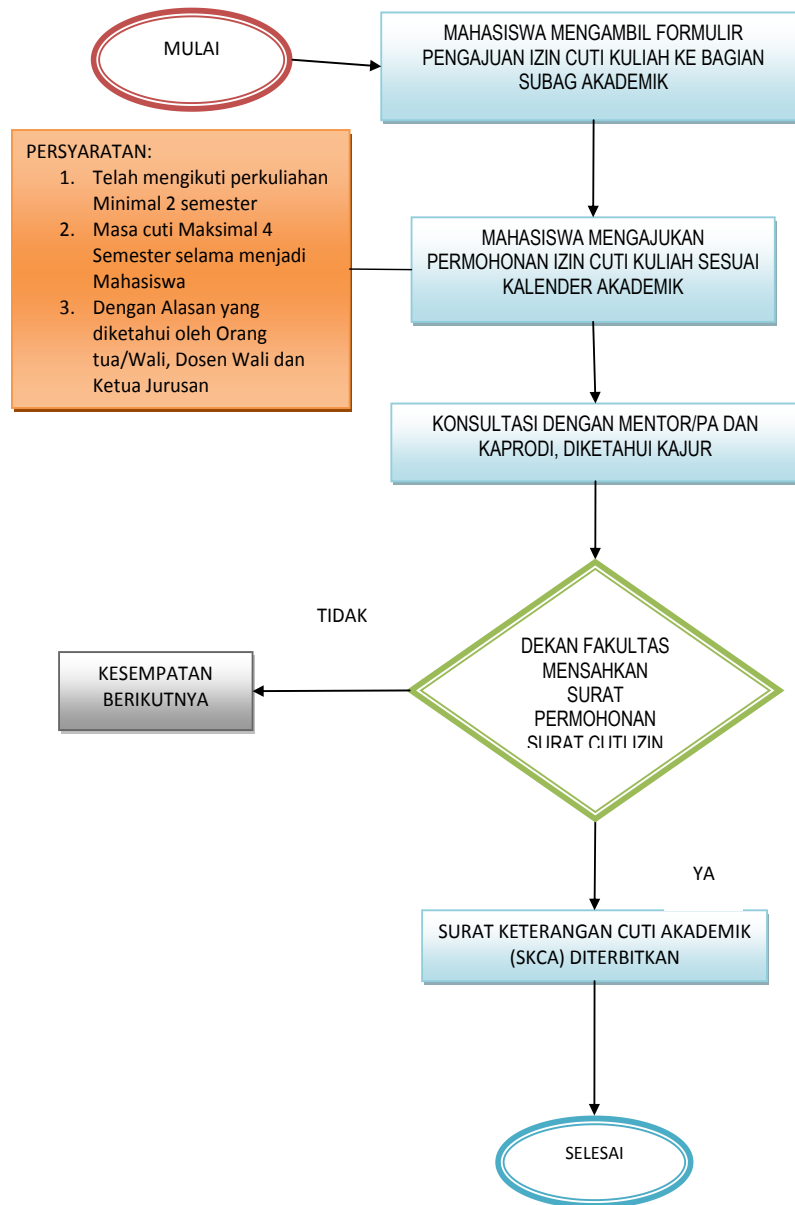 MULAI
MAHASISWA MENGAMBIL FORMULIR
PENGAJUAN IZIN CUTI KULIAH KE BAGIAN
SUBAG AKADEMIK
PERSYARATAN:
1. Telah mengikuti perkuliahan
Minimal 2 semester
2. Masa cuti Maksimal 4
Semester selama menjadi
Mahasiswa
3. Dengan Alasan yang
diketahui oleh Orang
tua/Wali, Dosen Wali dan
Ketua Jurusan
MAHASISWA MENGAJUKAN
PERMOHONAN IZIN CUTI KULIAH SESUAI
KALENDER AKADEMIK
KONSULTASI DENGAN MENTOR/PA DAN
KAPRODI, DIKETAHUI KAJUR
TIDAK
KESEMPATAN
BERIKUTNYA
DEKAN FAKULTAS
MENSAHKAN
SURAT
PERMOHONAN
SURAT CUTI IZIN
YA
SURAT KETERANGAN CUTI AKADEMIK
(SKCA) DITERBITKAN
SELESAI